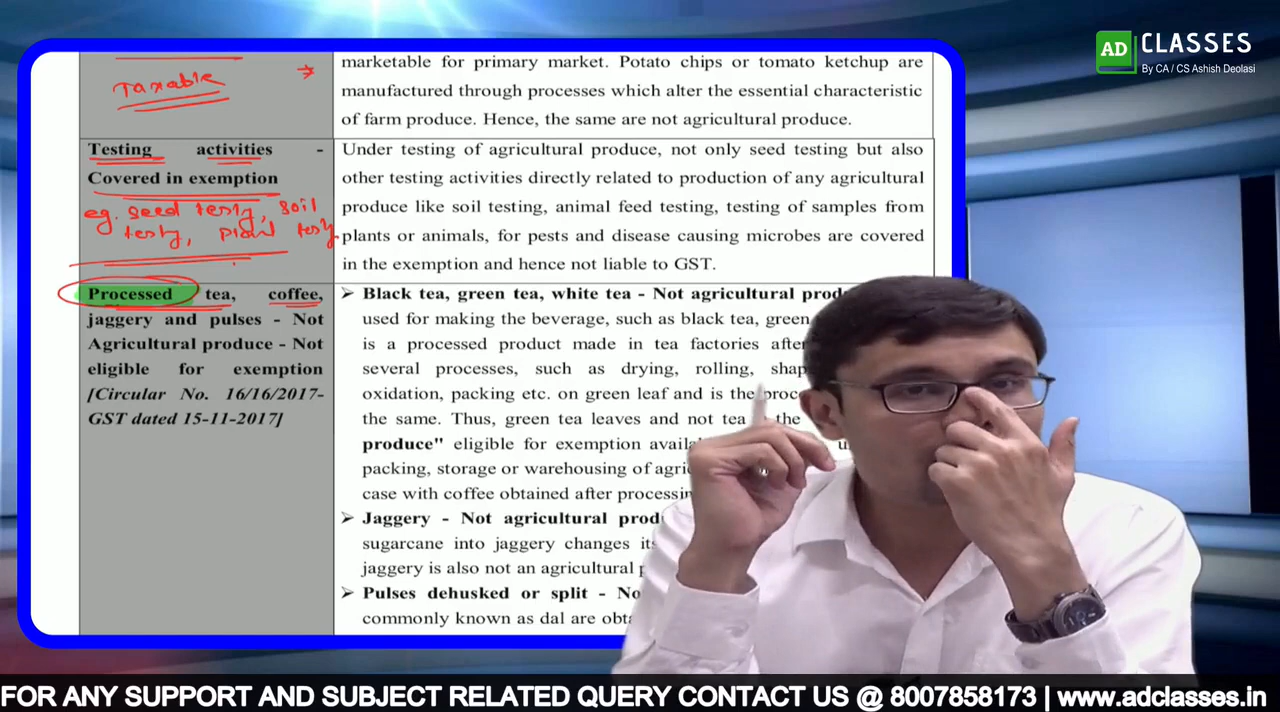 AD CLASSES
By CA / CS Ashish Deolasi
Taxable
marketable for primary market. Potato chips or tomato ketchup are
manufactured through processes which alter the essential characteristic
of farm produce. Hence, the same are not agricultural produce.
Testing activities -
Covered in exemption
eg. seed testy, soil
testy, plant testy
Under testing of agricultural produce, not only seed testing but also
other testing activities directly related to production of any agricultural
produce like soil testing, animal feed testing, testing of samples from
plants or animals, for pests and disease causing microbes are covered
in the exemption and hence not liable to GST.
Processed tea, coffee,
jaggery and pulses - Not
Agricultural produce - Not
eligible for exemption
[Circular No. 16/16/2017-
GST dated 15-11-2017]
➢ Black tea, green tea, white tea - Not agricultural
used for making the beverage, such as black tea, green
is a processed product made in tea factories after
several processes, such as drying, rolling,
oxidation, packing etc. on green leaf and is the
the same. Thus, green tea leaves and not tea the
produce" eligible for exemption
packing, storage or warehousing of
case with coffee obtained after
➢ Jaggery - Not agricultural
sugarcane into jaggery changes
jaggery is also not an agricultural
➢ Pulses dehusked or split -
commonly known as dal are
FOR ANY SUPPORT AND SUBJECT RELATED QUERY CONTACT US @ 8007858173 | www.adclasses.in